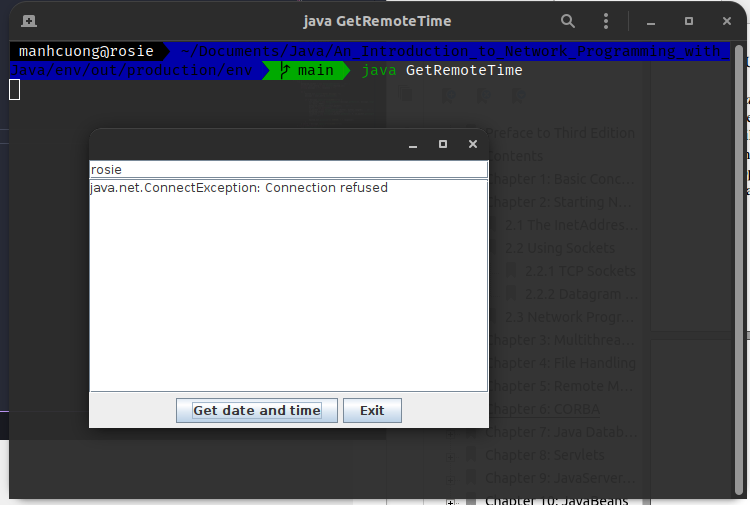 java GetRemoteTime
manhcuong@rosie ~/Documents/Java/An_Introduction_to_Network_Programming_with_
Java/env/out/production/env main java GetRemoteTime
Preface to Third Edition
Contents
Chapter 1: Basic Conc…
Chapter 2: Starting N…
2.1 The InetAddres…
2.2 Using Sockets
2.2.1 TCP Sockets
2.2.2 Datagram …
2.3 Network Progr…
Chapter 3: Multithrea…
Chapter 4: File Handling
Chapter 5: Remote M…
Chapter 6: CORBA
Chapter 7: Java Datab…
Chapter 8: Servlets
Chapter 9: JavaServer…
Chapter 10: JavaBeans
rosie
java.net.ConnectException: Connection refused
Get date and time Exit